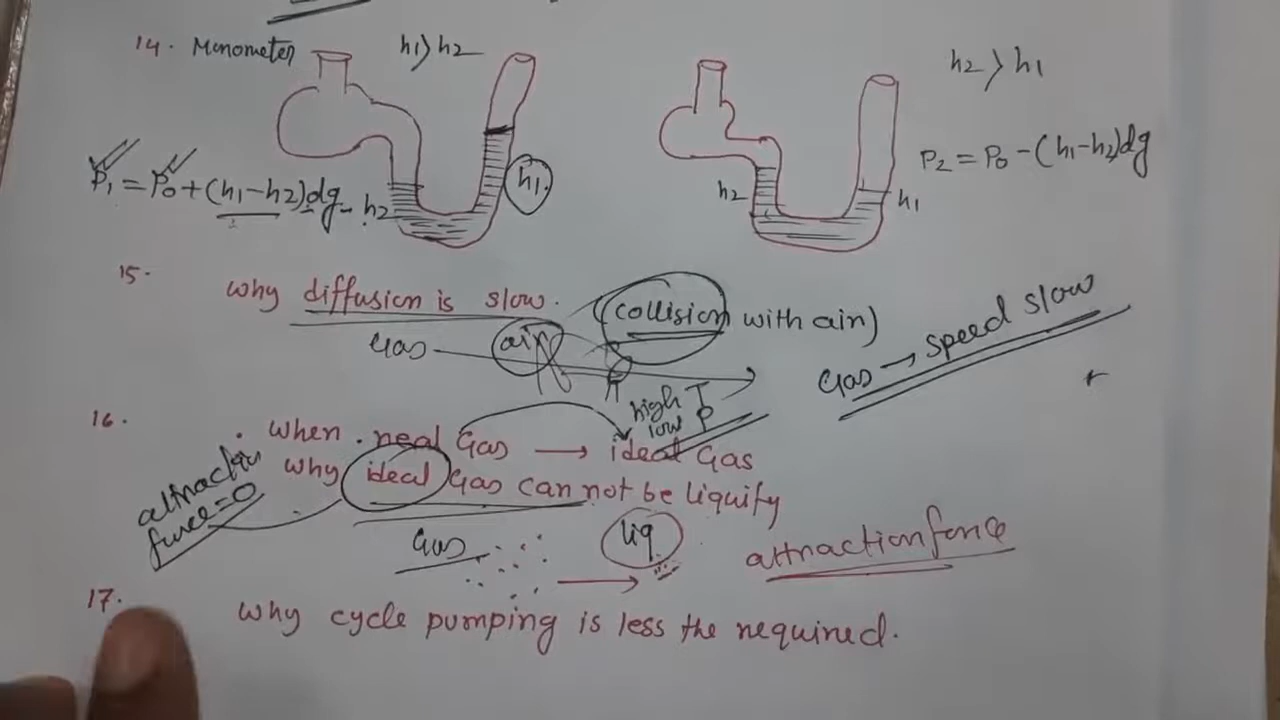 14. Monometer
h1>h2
h2>h1
P1 = P0+(h1-h2)dg
h2
h1
h2
h1
P2 = P0-(h1-h2)dg
15. why diffusion is slow.
(collision with air)
Gas air
Gas → speed slow
high T
low P
16. when real Gas → ideal Gas
why ideal Gas can not be liquify
attraction
force=0
Gas liq.
attraction force
17. why cycle pumping is less the required.